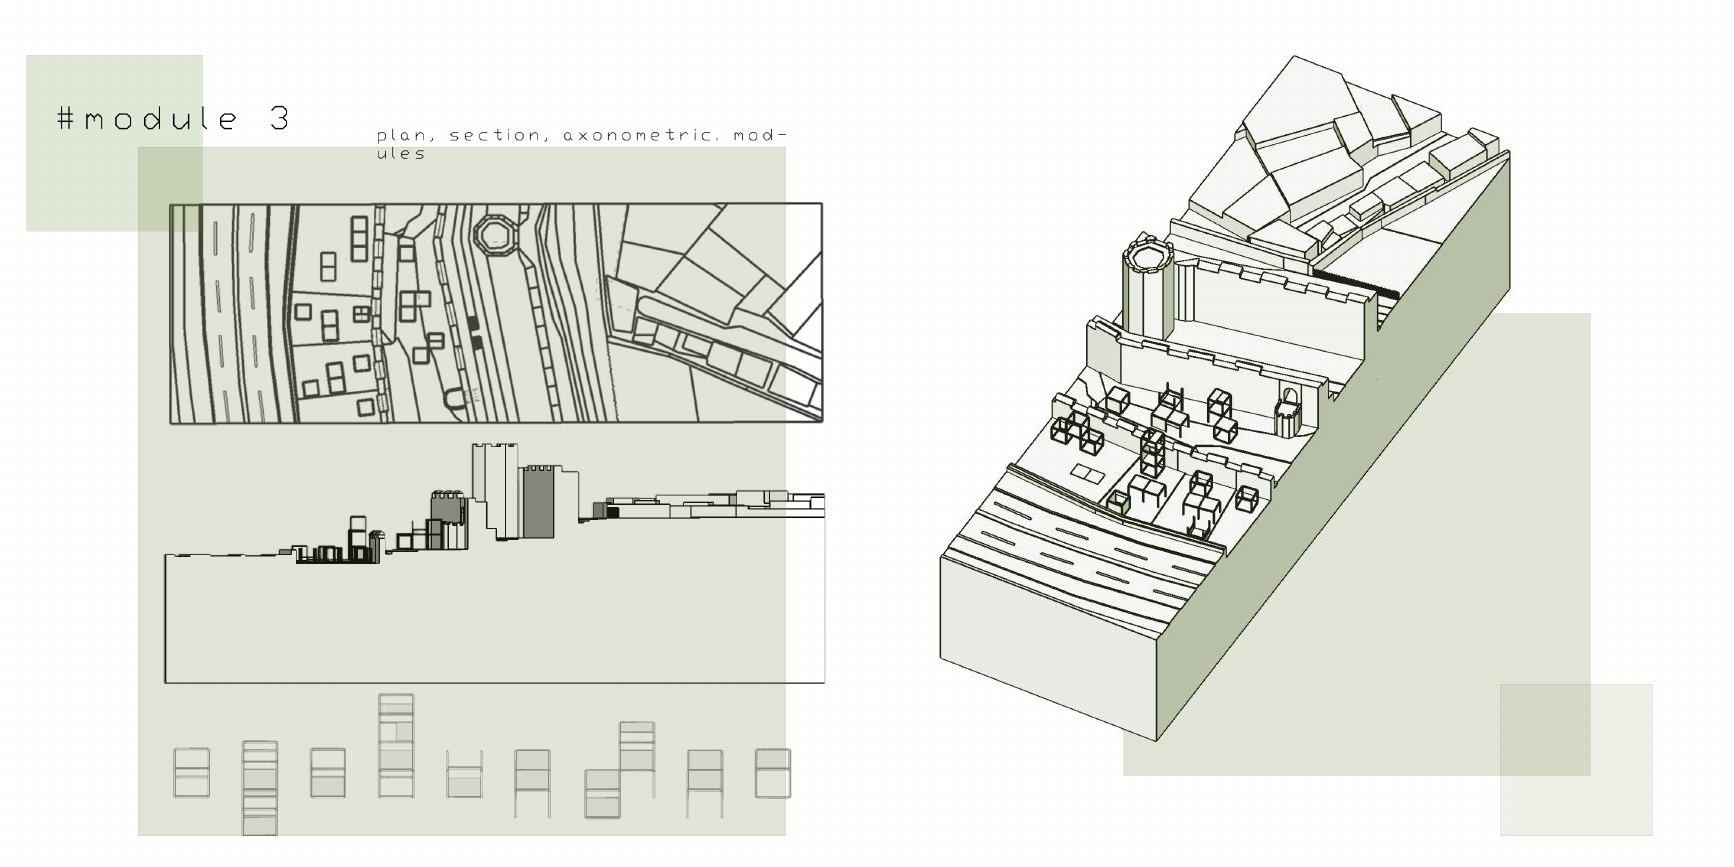 #module 3
plan, section, axonometric. mod-
ules